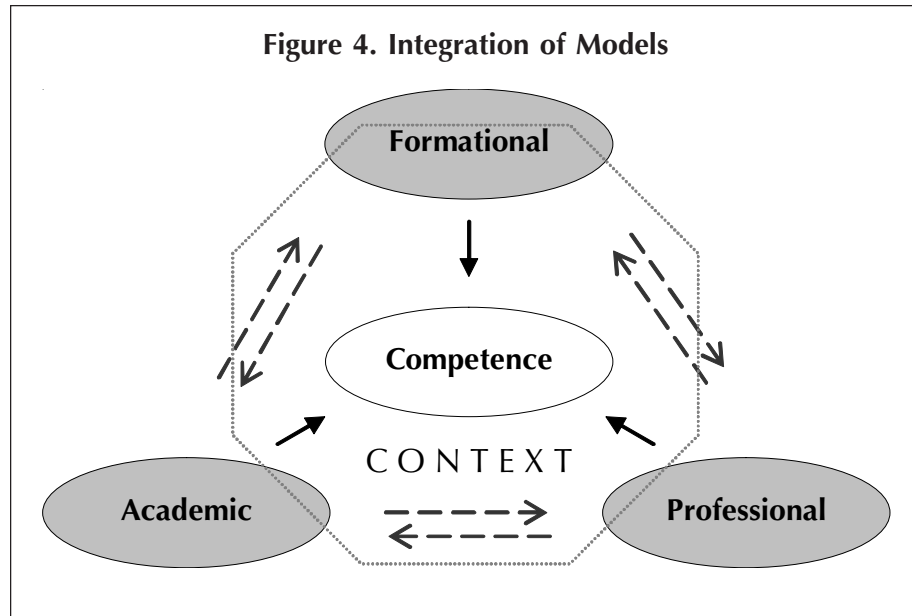 Figure 4. Integration of Models
Formational
Competence
CONTEXT
Academic
Professional